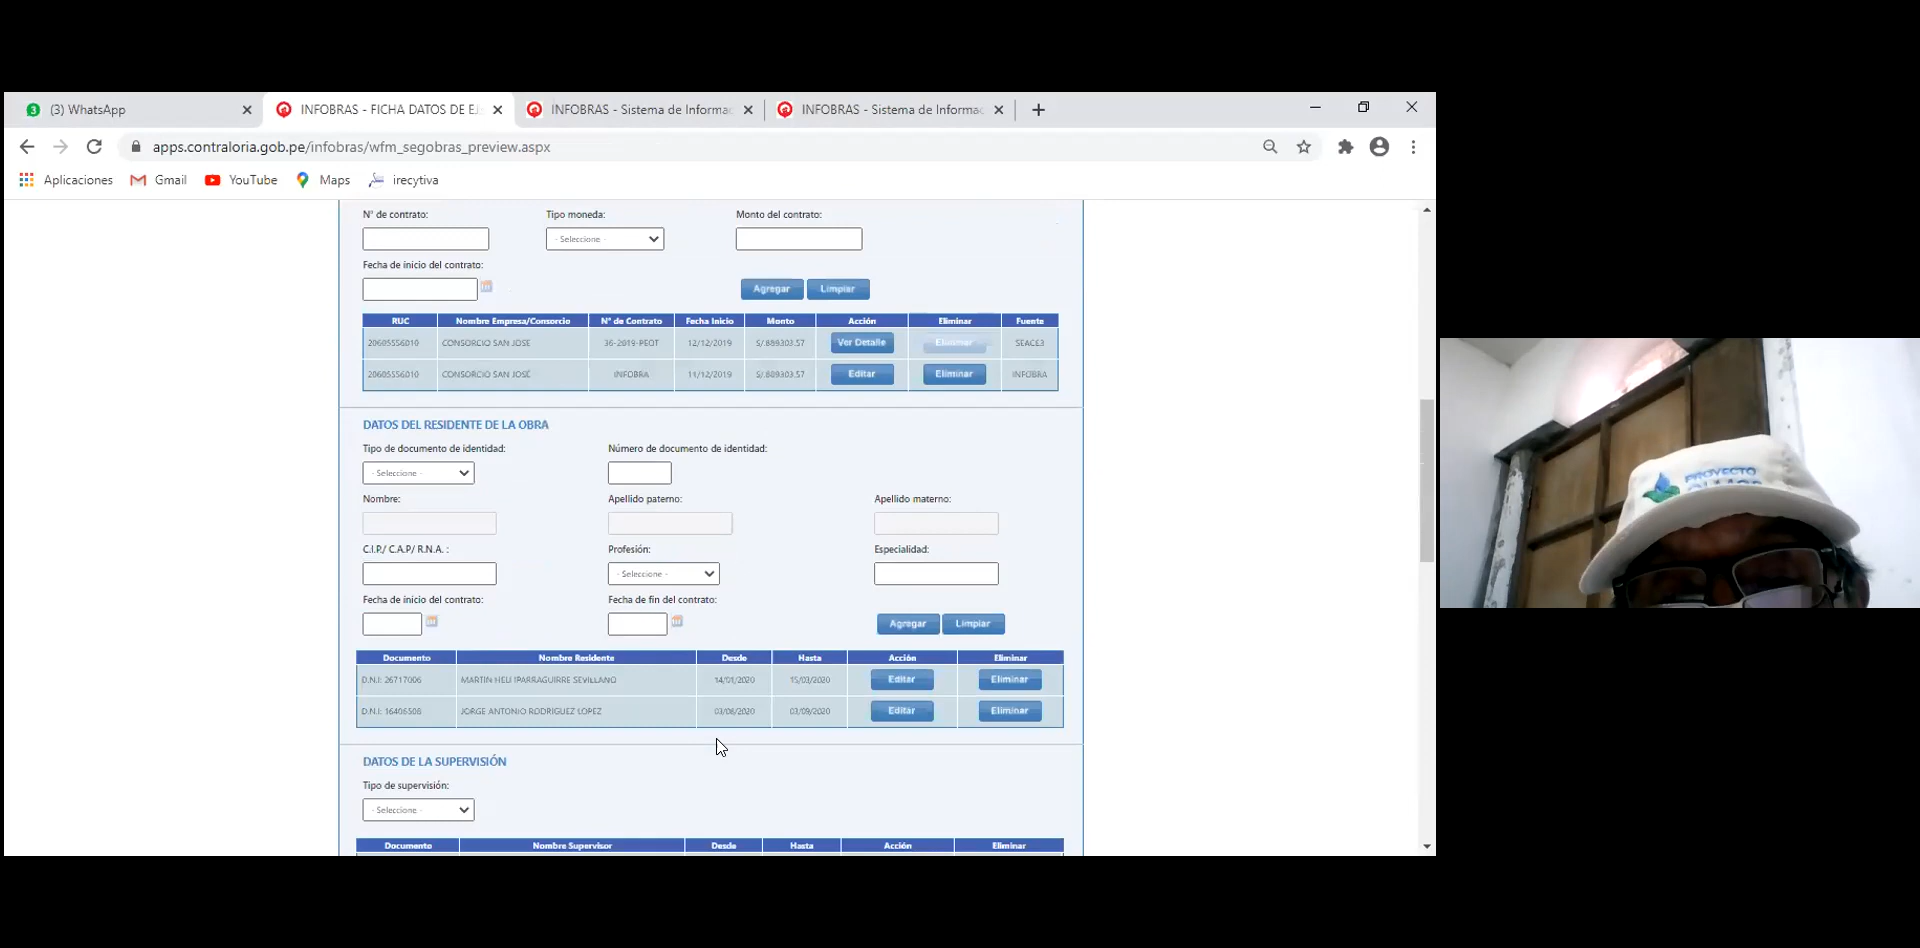 (3) WhatsApp
INFOBRAS - FICHA DATOS DE EJ
INFOBRAS - Sistema de Informac
INFOBRAS - Sistema de Informac
apps.contraloria.gob.pe/infobras/wfm_segobras_preview.aspx
Aplicaciones Gmail YouTube Maps irecytiva
N° de contrato: Tipo moneda: Monto del contrato:
- Seleccione -
Fecha de inicio del contrato:
Agregar Limpiar
RUC Nombre Empresa/Consorcio N° de Contrato Fecha Inicio Monto Acción Eliminar Fuente
20605556010 CONSORCIO SAN JOSE 36-2019-PEOT 12/12/2019 S/.889303.57 Ver Detalle Eliminar SEACE3
20605556010 CONSORCIO SAN JOSÉ INFOBRA 11/12/2019 S/.889303.57 Editar Eliminar INFOBRA
DATOS DEL RESIDENTE DE LA OBRA
Tipo de documento de identidad: Número de documento de identidad:
- Seleccione -
Nombre: Apellido paterno: Apellido materno:
C.I.P./ C.A.P/ R.N.A. : Profesión: Especialidad:
- Seleccione -
Fecha de inicio del contrato: Fecha de fin del contrato:
Agregar Limpiar
Documento Nombre Residente Desde Hasta Acción Eliminar
D.N.I: 26717006 MARTIN HELI IPARRAGUIRRE SEVILLANO 14/01/2020 15/03/2020 Editar Eliminar
D.N.I: 16406508 JORGE ANTONIO RODRIGUEZ LOPEZ 03/08/2020 03/09/2020 Editar Eliminar
DATOS DE LA SUPERVISIÓN
Tipo de supervisión:
- Seleccione -
Documento Nombre Supervisor Desde Hasta Acción Eliminar
PROYECTO